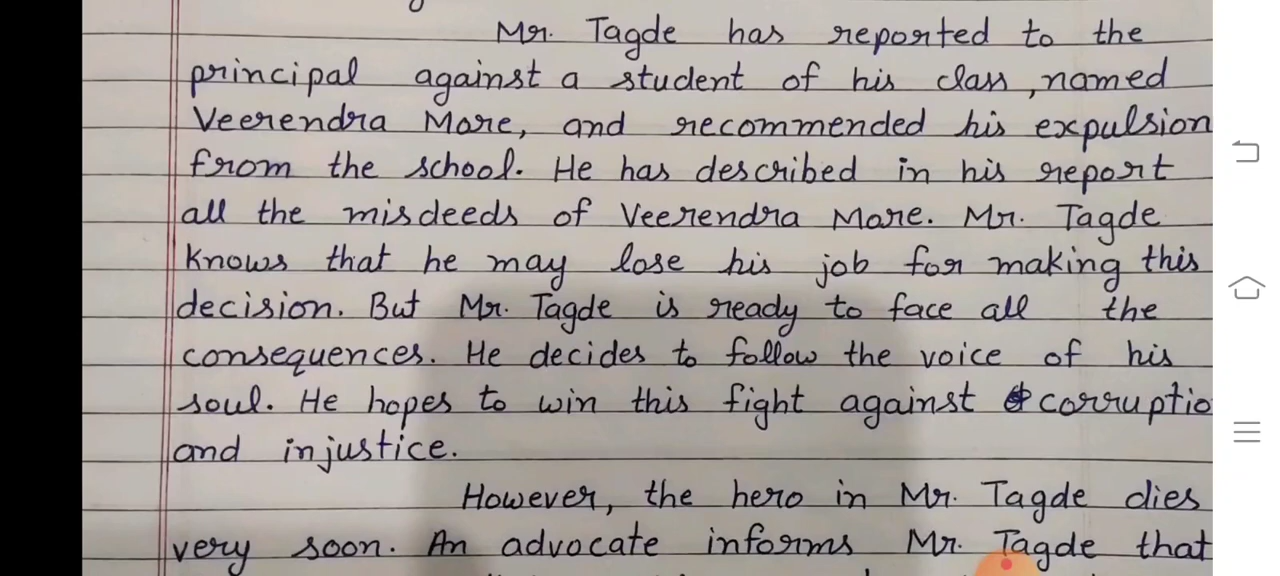 Mr. Tagde has reported to the
principal against a student of his class, named
Veerendra More, and recommended his expulsion
from the school. He has described in his report
all the misdeeds of Veerendra More. Mr. Tagde
knows that he may lose his job for making this
decision. But Mr. Tagde is ready to face all the
consequences. He decides to follow the voice of his
soul. He hopes to win this fight against corruptio
and injustice.
However, the hero in Mr. Tagde dies
very soon. An advocate informs Mr. Tagde that